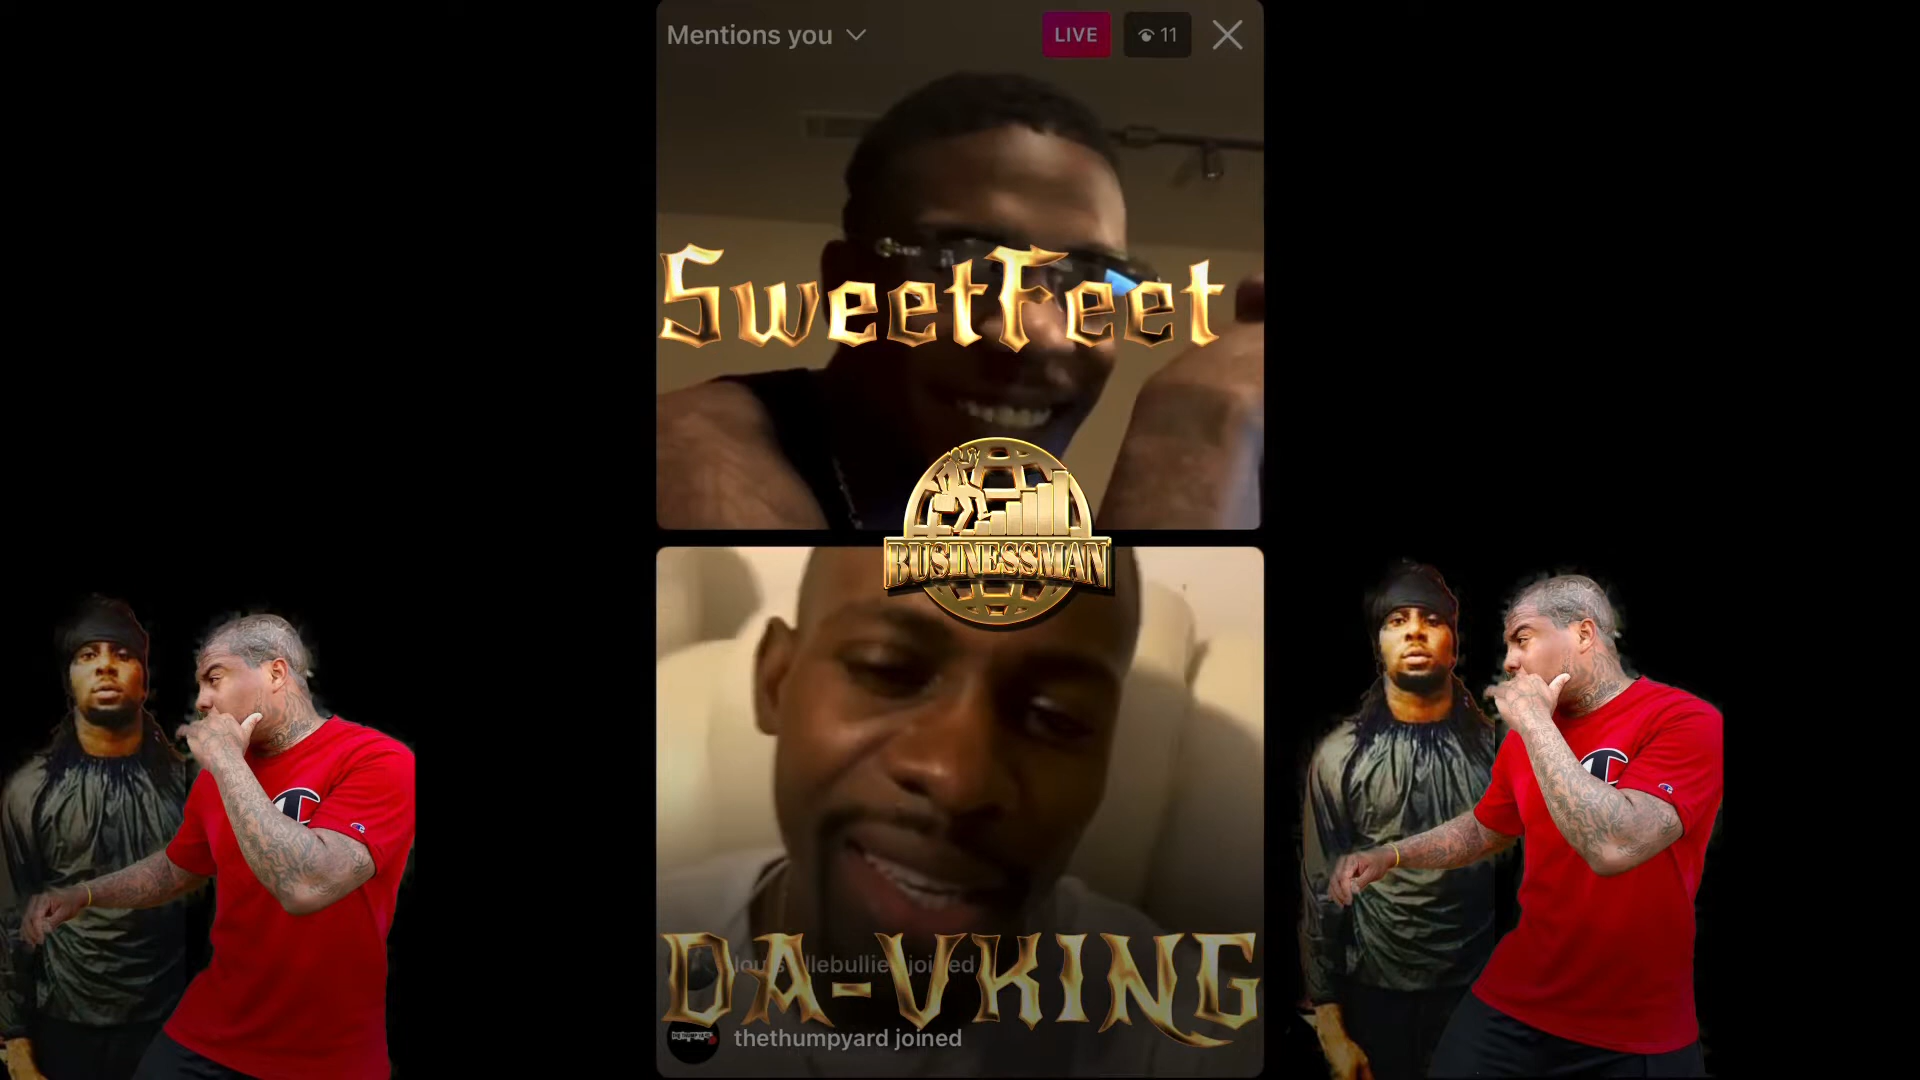 Mentions you
LIVE
11
SweetFeet
BUSINESSMAN
DA-VKING
thethumpyard joined